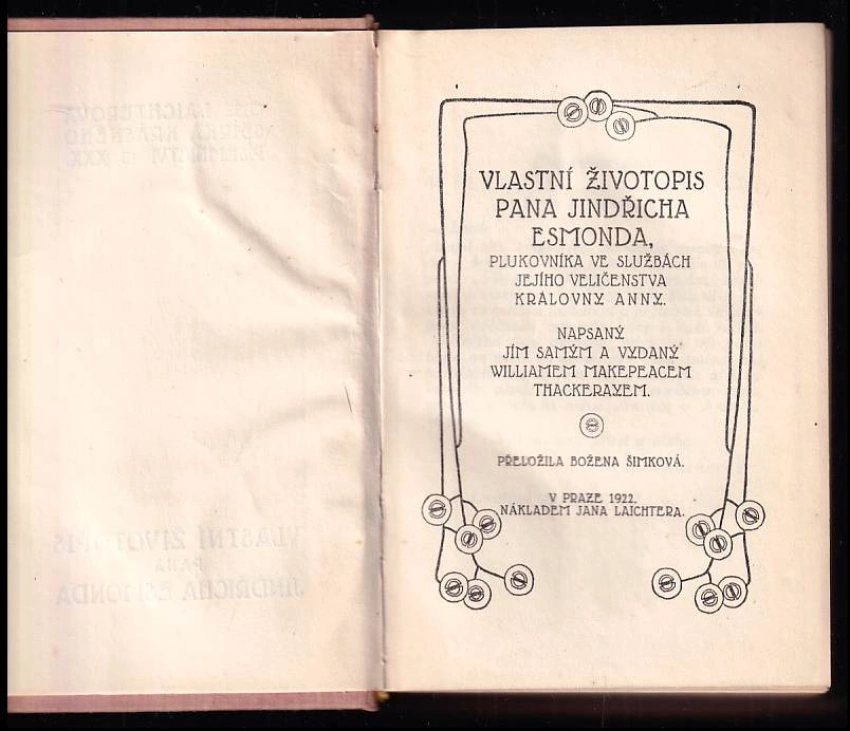 VLASTNÍ ŽIVOTOPIS
PANA JINDŘICHA
ESMONDA,
PLUKOVNÍKA VE SLUŽBÁCH
JEJÍHO VELIČENSTVA
KRÁLOVNY ANNY.
NAPSANÝ
JÍM SAMÝM A VYDANÝ
WILLIAMEM MAKEPEACEM
THACKERAYEM.
PŘELOŽILA BOŽENA ŠIMKOVÁ.
V PRAZE 1922.
NÁKLADEM JANA LAICHTERA.